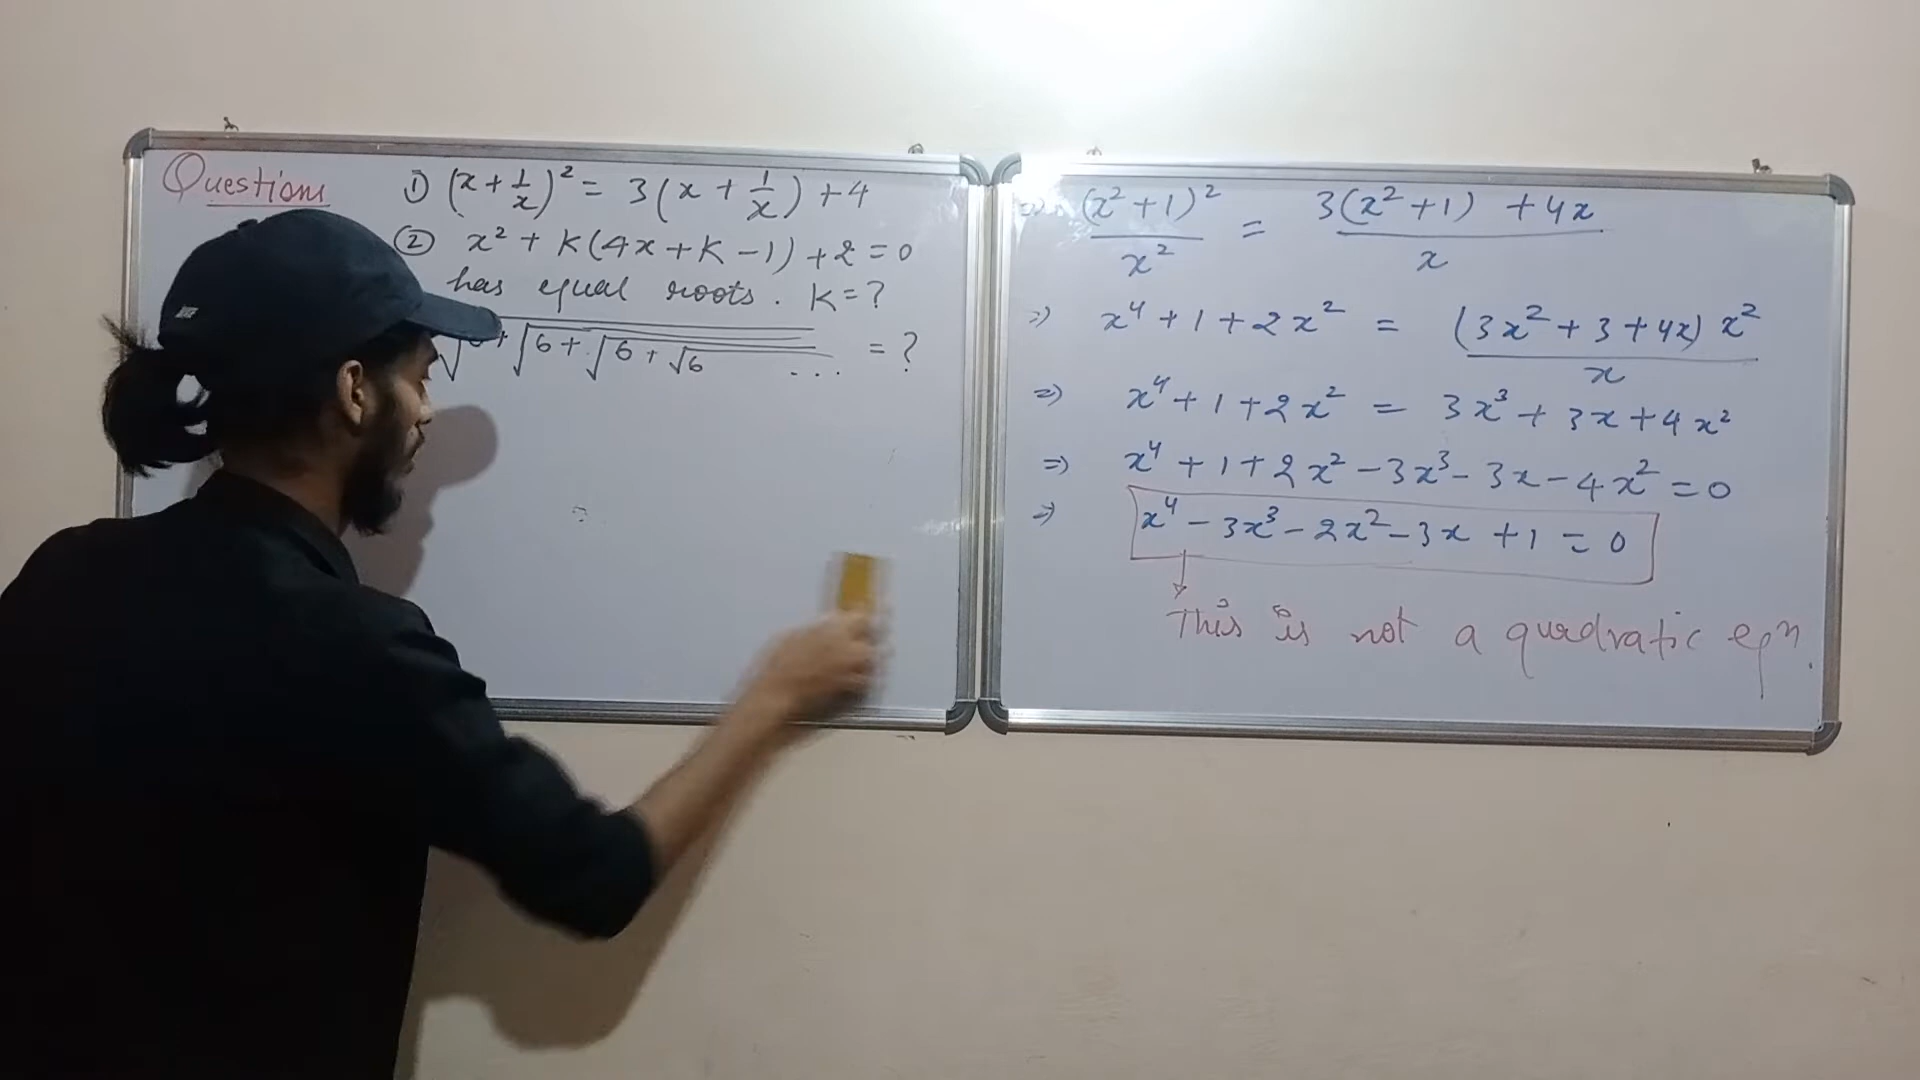 Questions
1) (x + 1/x)² = 3(x + 1/x) + 4
② x² + K(4x + K - 1) + 2 = 0
has equal roots. K = ?
√6 + √6 + √6 + √6 ... = ?
⇒ (x² + 1)²/x² = 3(x² + 1) + 4x/x
⇒) x⁴ + 1 + 2x² = (3x² + 3 + 4x) x²/x
⇒) x⁴ + 1 + 2x² = 3x³ + 3x + 4x²
⇒) x⁴ + 1 + 2x² - 3x³ - 3x - 4x² = 0
⇒) x⁴ - 3x³ - 2x² - 3x + 1 = 0
This is not a quadratic eqn.